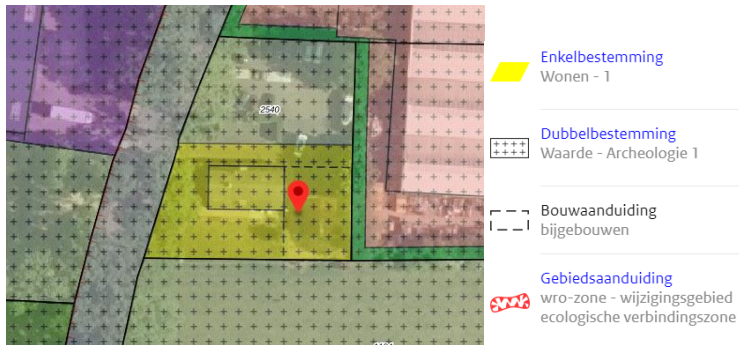 2540
Enkelbestemming
Wonen - 1
Dubbelbestemming
Waarde - Archeologie 1
Bouwaanduiding
bijgebouwen
Gebiedsaanduiding
wro-zone - wijzigingsgebied
ecologische verbindingszone